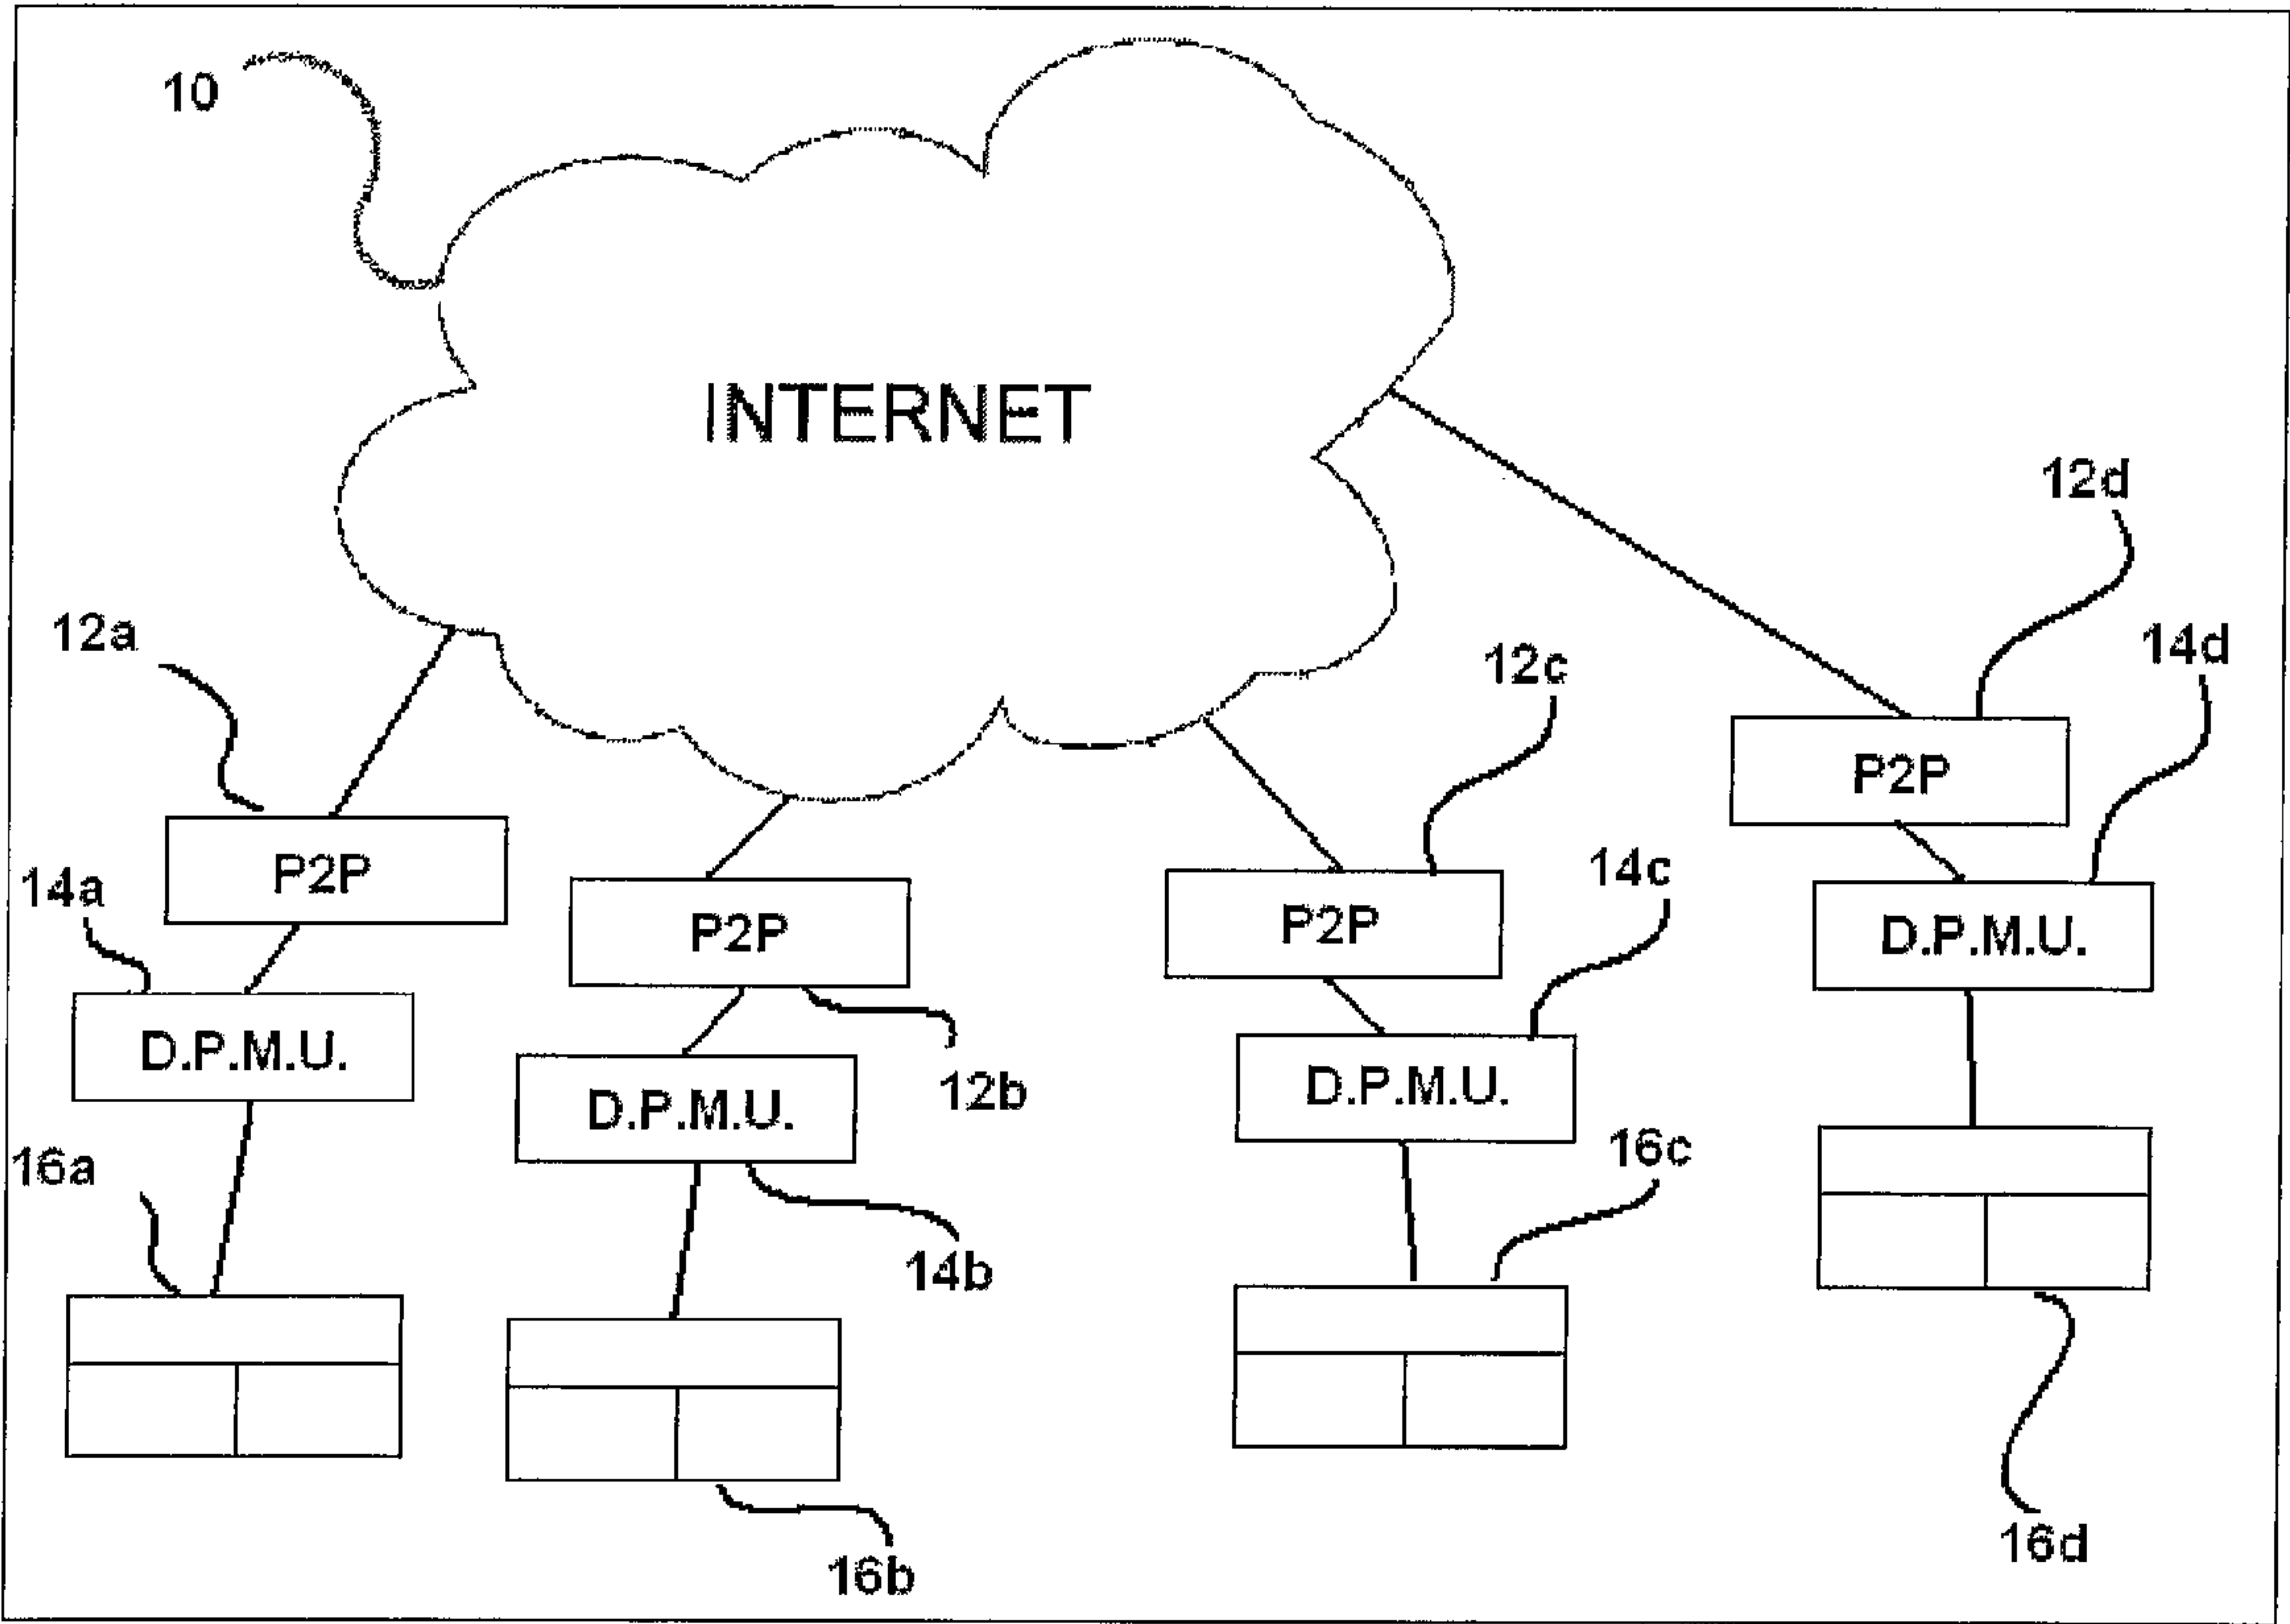 10
INTERNET
12d
12a
14d
12c
P2P
P2P
14a
14c
P2P
P2P
D.P.M.U.
D.P.M.U.
12b
D.P.M.U.
D.P.M.U.
16a
16c
14b
16d
16b